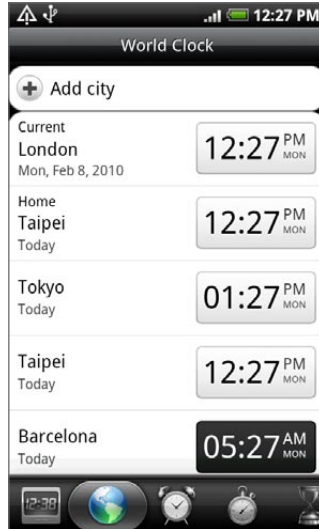 12:27 PM
World Clock
Add city
Current
London
Mon, Feb 8, 2010
12:27 PM
MON
Home
Taipei
Today
12:27 PM
MON
Tokyo
Today
01:27 PM
MON
Taipei
Today
12:27 PM
MON
Barcelona
Today
05:27 AM
MON
12:38